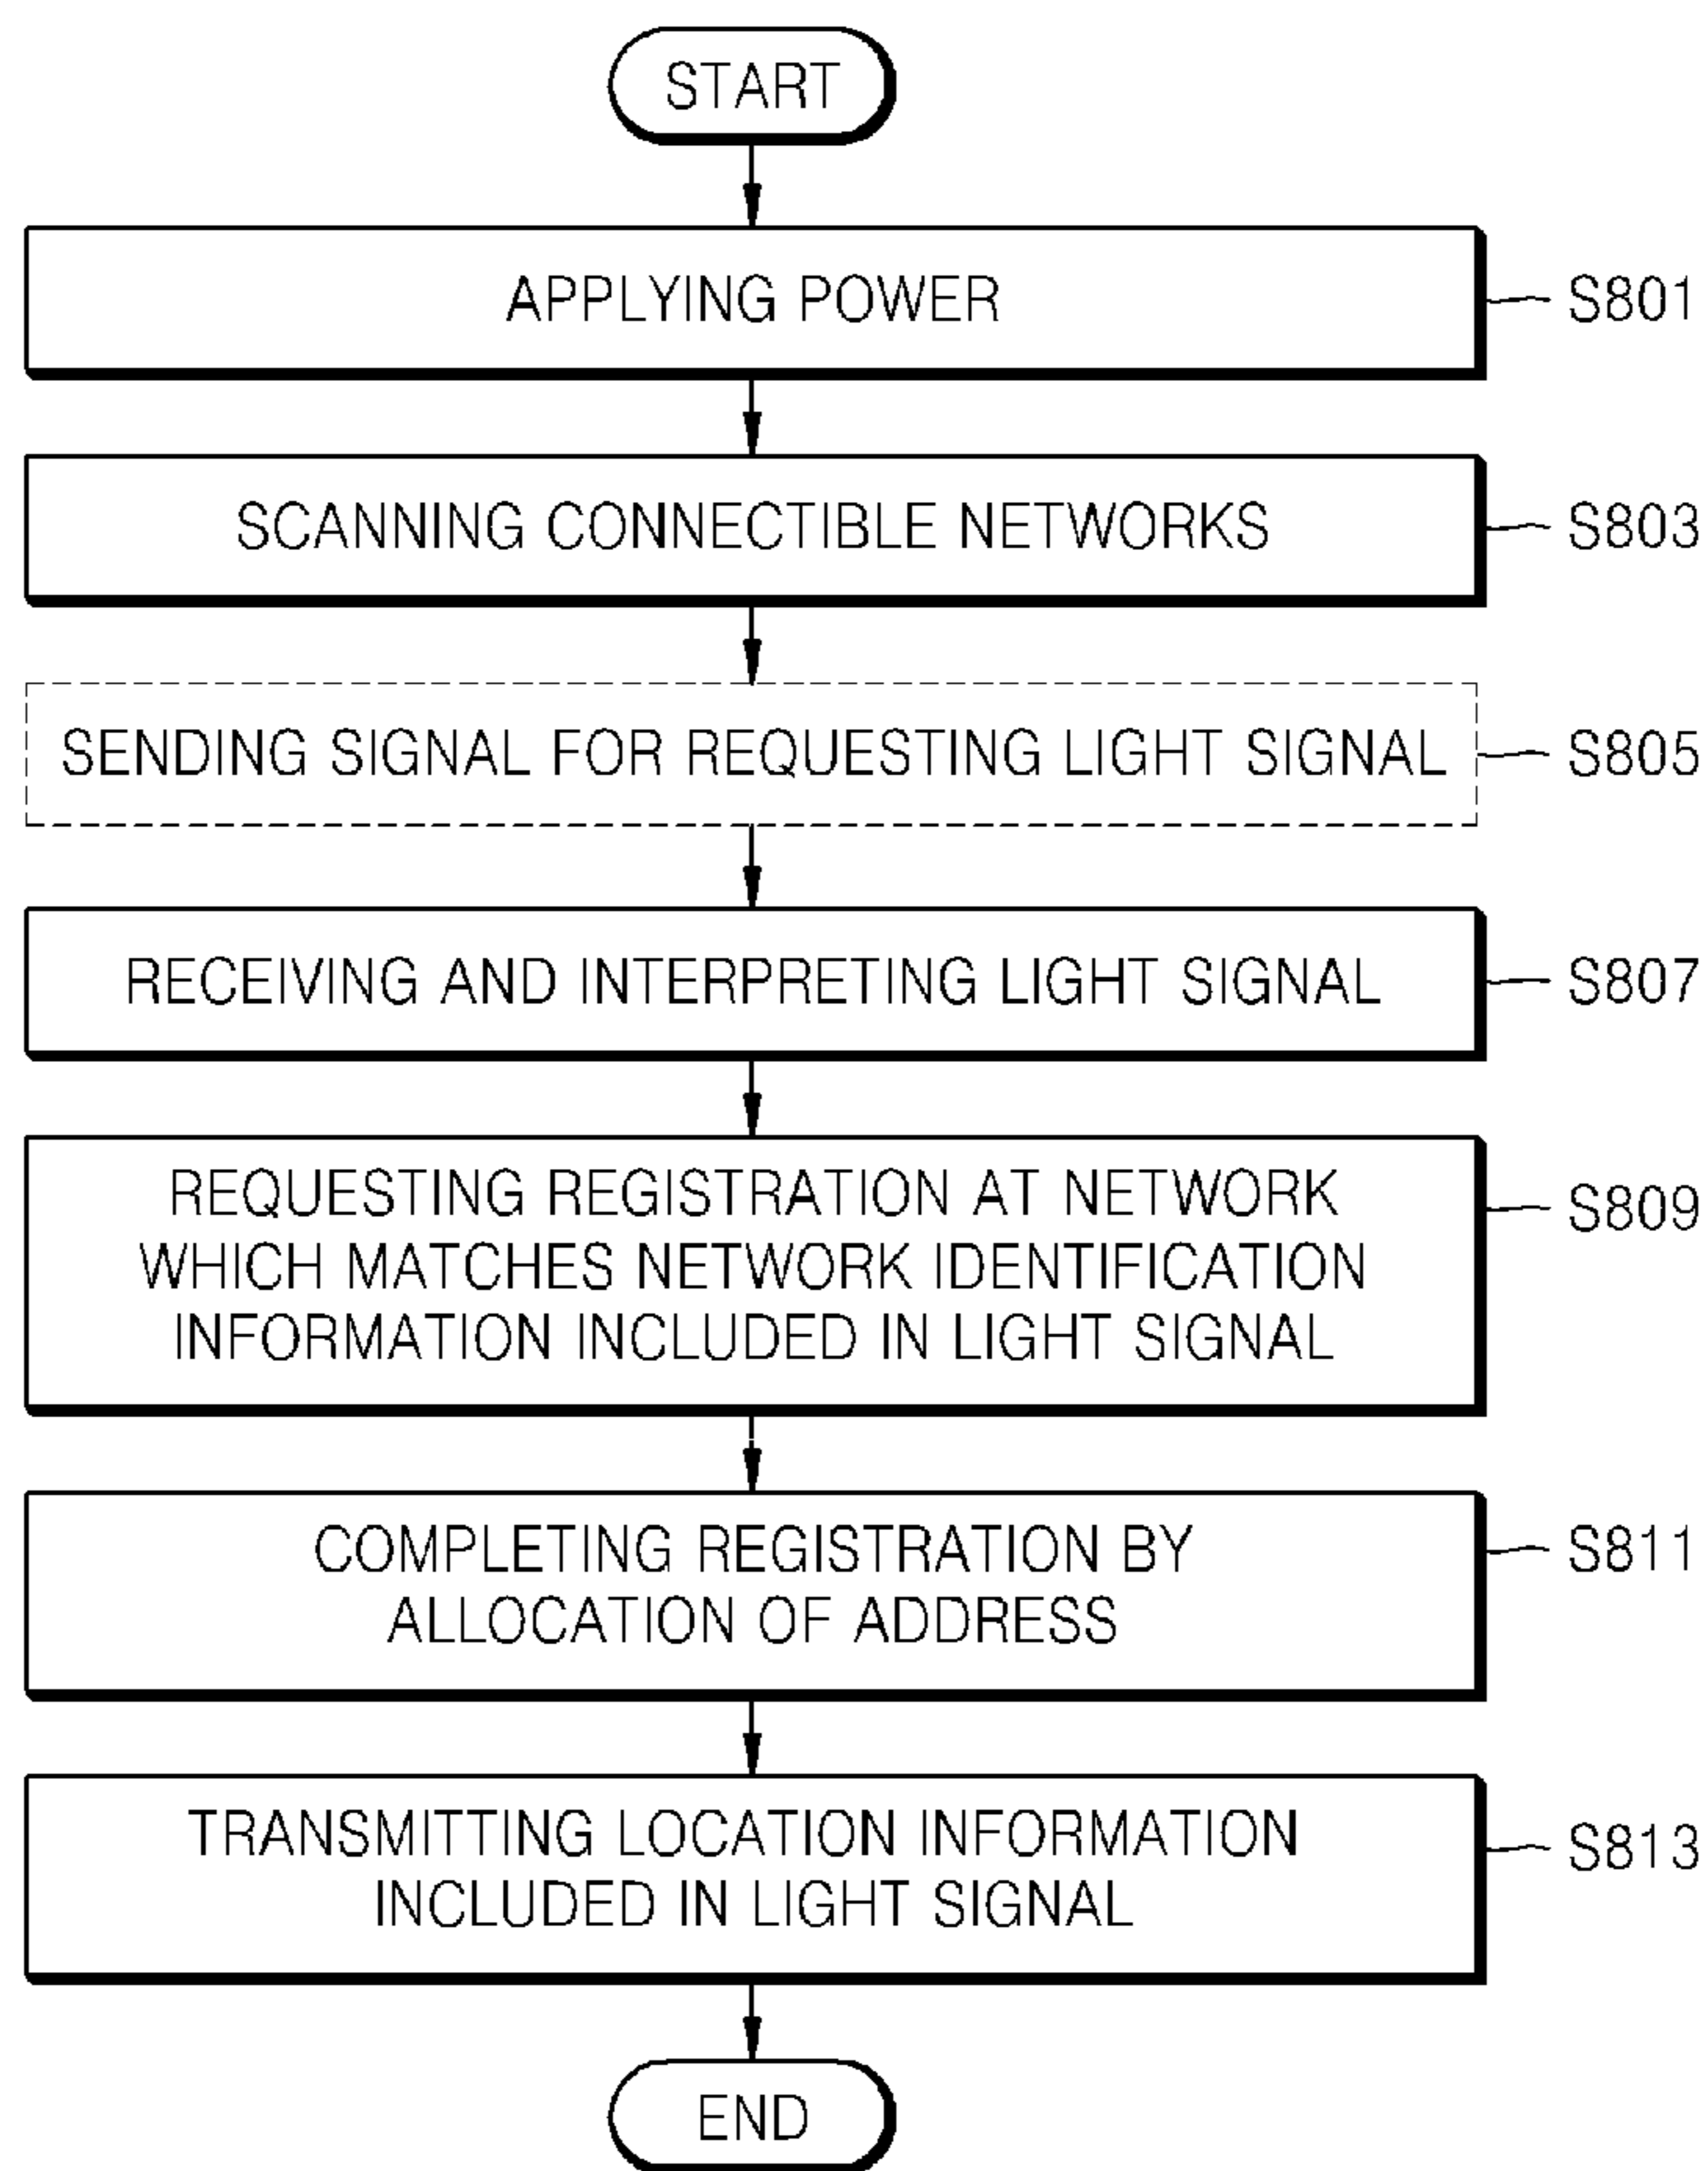 START
APPLYING POWER
S801
SCANNING CONNECTIBLE NETWORKS
S803
SENDING SIGNAL FOR REQUESTING LIGHT SIGNAL
S805
RECEIVING AND INTERPRETING LIGHT SIGNAL
S807
REQUESTING REGISTRATION AT NETWORK
WHICH MATCHES NETWORK IDENTIFICATION
INFORMATION INCLUDED IN LIGHT SIGNAL
S809
COMPLETING REGISTRATION BY
ALLOCATION OF ADDRESS
S811
TRANSMITTING LOCATION INFORMATION
INCLUDED IN LIGHT SIGNAL
S813
END